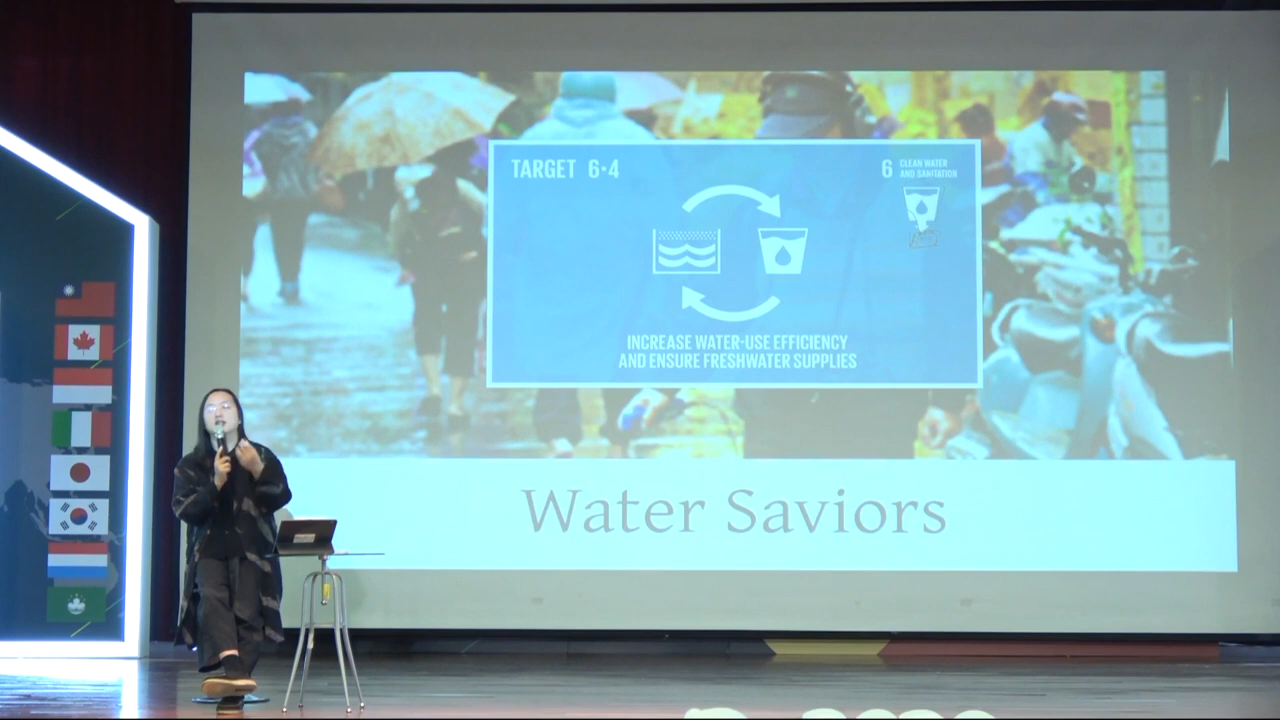 TARGET 6·4
6 CLEAN WATER
AND SANITATION
INCREASE WATER-USE EFFICIENCY
AND ENSURE FRESHWATER SUPPLIES
Water Saviors